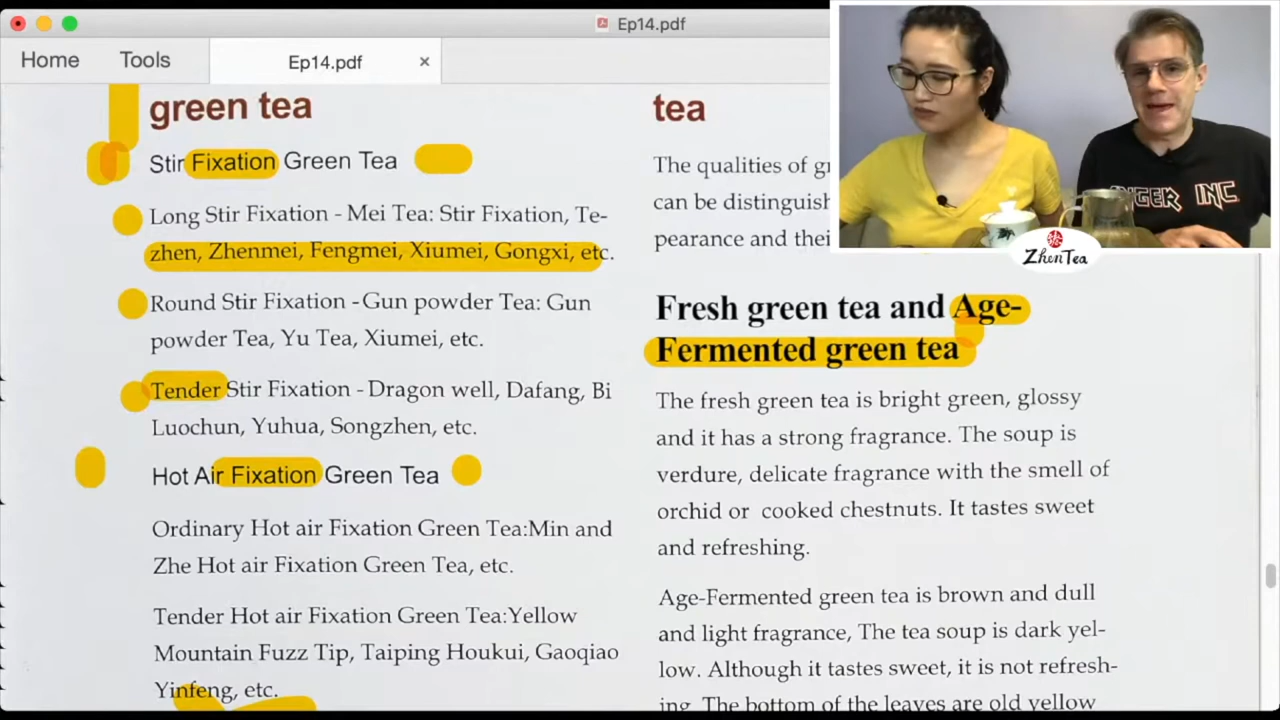 Ep14.pdf
Home
Tools
Ep14.pdf
×
green tea
Stir Fixation Green Tea
Long Stir Fixation - Mei Tea: Stir Fixation, Te-
zhen, Zhenmei, Fengmei, Xiumei, Gongxi, etc.
Round Stir Fixation -Gun powder Tea: Gun
powder Tea, Yu Tea, Xiumei, etc.
Tender Stir Fixation - Dragon well, Dafang, Bi
Luochun, Yuhua, Songzhen, etc.
Hot Air Fixation Green Tea
Ordinary Hot air Fixation Green Tea:Min and
Zhe Hot air Fixation Green Tea, etc.
Tender Hot air Fixation Green Tea:Yellow
Mountain Fuzz Tip, Taiping Houkui, Gaoqiao
Yinfeng, etc.
tea
The qualities of gr
can be distinguish
pearance and thei
Fresh green tea and Age-
Fermented green tea
The fresh green tea is bright green, glossy
and it has a strong fragrance. The soup is
verdure, delicate fragrance with the smell of
orchid or cooked chestnuts. It tastes sweet
and refreshing.
Age-Fermented green tea is brown and dull
and light fragrance, The tea soup is dark yel-
low. Although it tastes sweet, it is not refresh-
ing. The bottom of the leaves are old yellow
NGER INC
ZhenTea